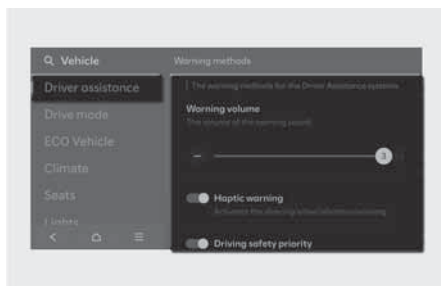 Vehicle
Warning methods
Driver assistance
The warning methods for the Driver Assistance systems.
Drive mode
Warning volume
The volume of the warning sound.
ECO Vehicle
3
Climate
Seats
Haptic warning
Lights
Driving safety priority